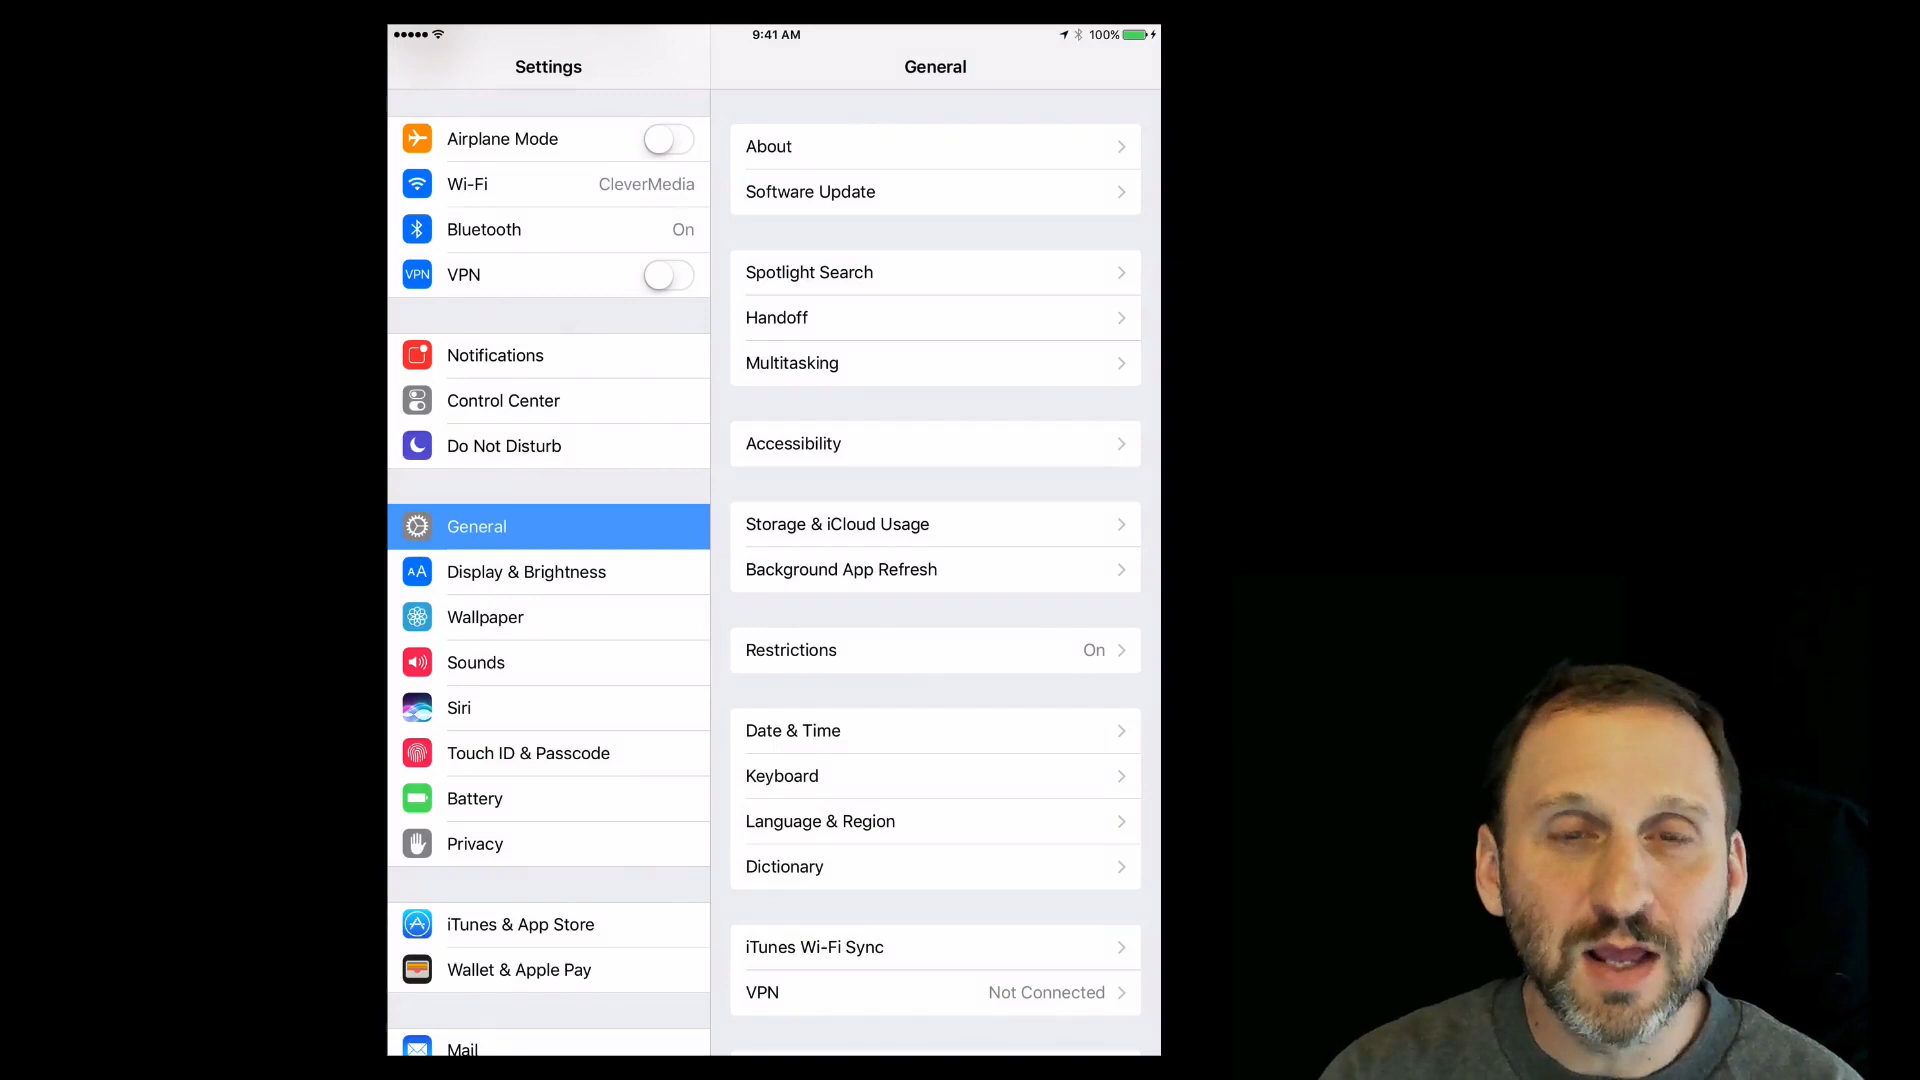 9:41 AM
100%
Settings
General
Airplane Mode
Wi-Fi CleverMedia
Bluetooth On
VPN VPN
Notifications
Control Center
Do Not Disturb
General
AA Display & Brightness
Wallpaper
Sounds
Siri
Touch ID & Passcode
Battery
Privacy
iTunes & App Store
Wallet & Apple Pay
Mail
About
Software Update
Spotlight Search
Handoff
Multitasking
Accessibility
Storage & iCloud Usage
Background App Refresh
Restrictions On
Date & Time
Keyboard
Language & Region
Dictionary
iTunes Wi-Fi Sync
VPN Not Connected